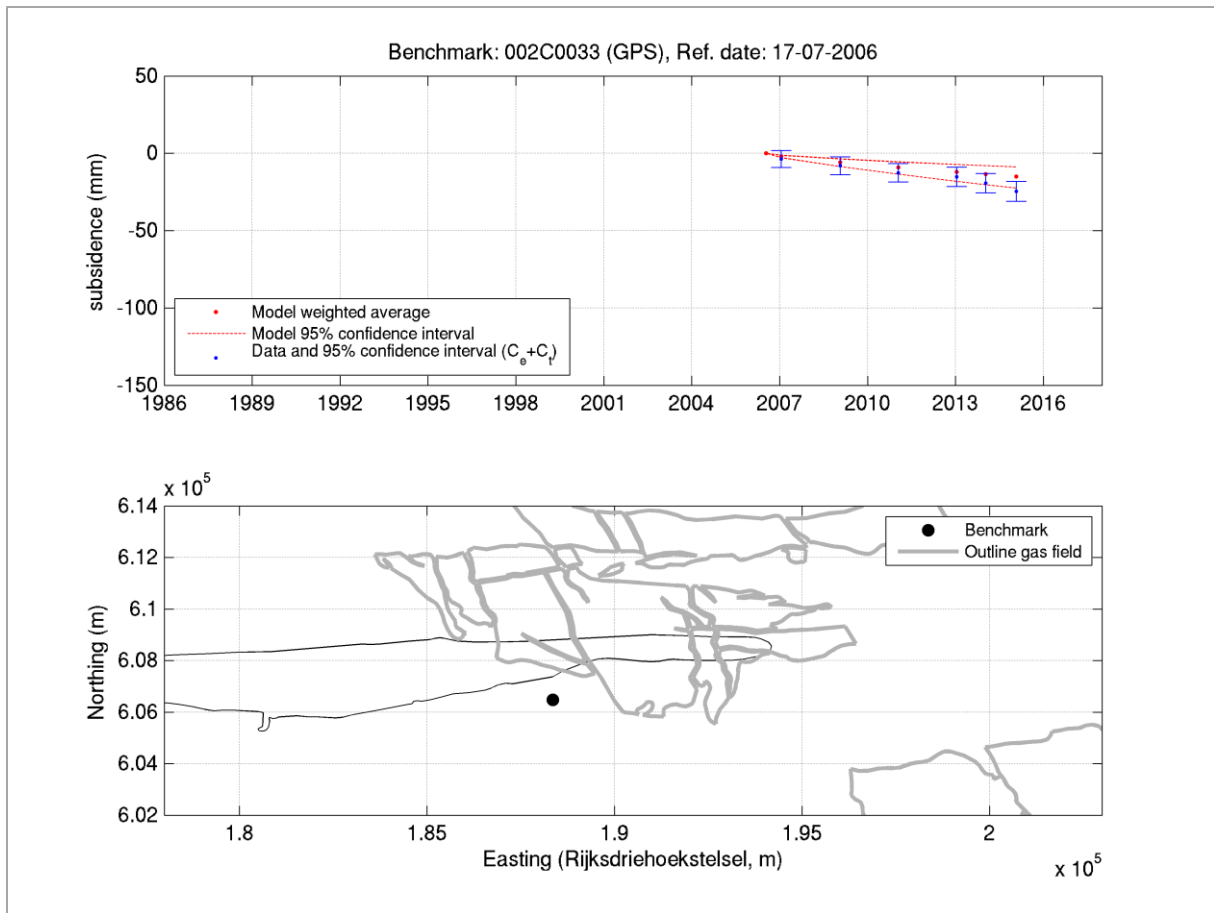 Benchmark: 002C0033 (GPS), Ref. date: 17-07-2006
50
0
-50
-100
-150
subsidence (mm)
Model weighted average
Model 95% confidence interval
Data and 95% confidence interval (C_e+C_t)
1986 1989 1992 1995 1998 2001 2004 2007 2010 2013 2016
x 10^5
6.14
6.12
6.1
6.08
6.06
6.04
6.02
Northing (m)
Benchmark
Outline gas field
1.8 1.85 1.9 1.95 2
Easting (Rijksdriehoekstelsel, m)
x 10^5